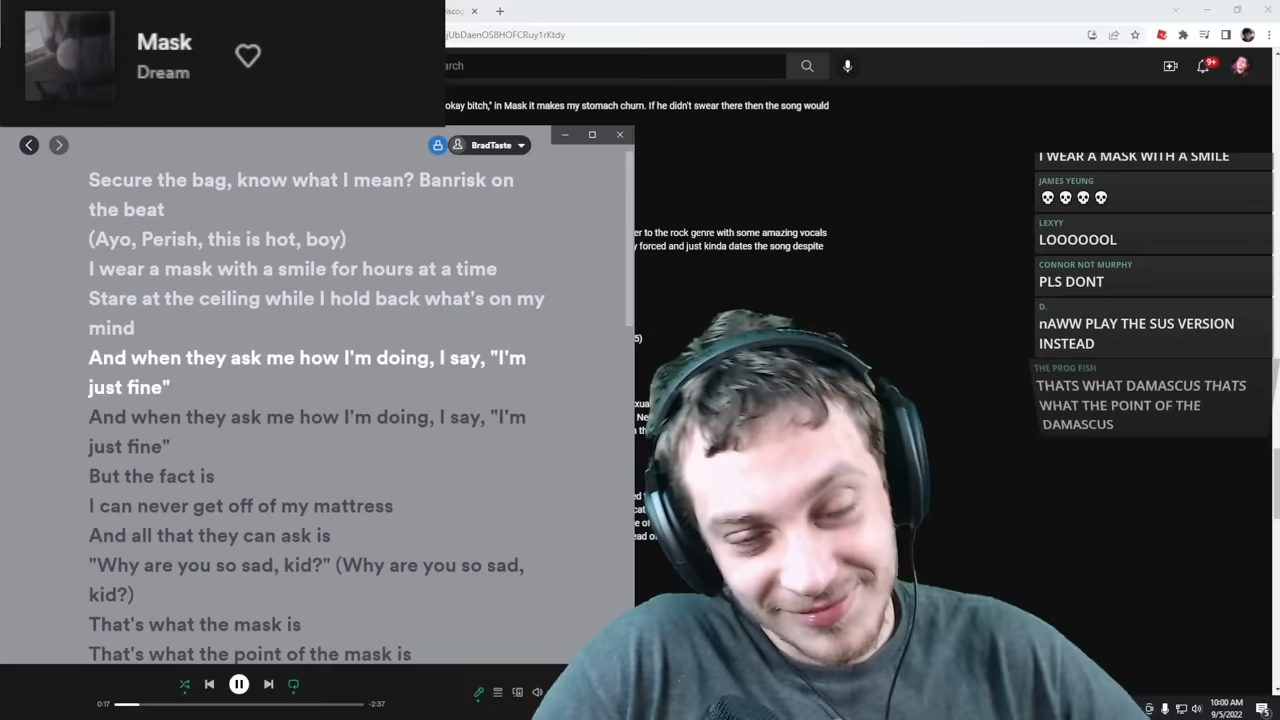 Mask
Dream
iscog
jUbDaenOS8HOFCRuy1rKtdy
arch
9+
okay bitch," in Mask it makes my stomach churn. If he didn't swear there then the song would
BradTaste
Secure the bag, know what I mean? Banrisk on
the beat
(Ayo, Perish, this is hot, boy)
I wear a mask with a smile for hours at a time
Stare at the ceiling while I hold back what's on my
mind
And when they ask me how I'm doing, I say, "I'm
just fine"
And when they ask me how I'm doing, I say, "I'm
just fine"
But the fact is
I can never get off of my mattress
And all that they can ask is
"Why are you so sad, kid?" (Why are you so sad,
kid?)
That's what the mask is
That's what the point of the mask is
0:17
-2:37
er to the rock genre with some amazing vocals
y forced and just kinda dates the song despite
5)
I WEAR A MASK WITH A SMILE
JAMES YEUNG
💀 💀 💀 💀
LEXYY
LOOOOOOL
CONNOR NOT MURPHY
PLS DONT
D.
nAWW PLAY THE SUS VERSION
INSTEAD
THE PROG FISH
THATS WHAT DAMASCUS THATS
WHAT THE POINT OF THE
DAMASCUS
10:00 AM
9/5/2022